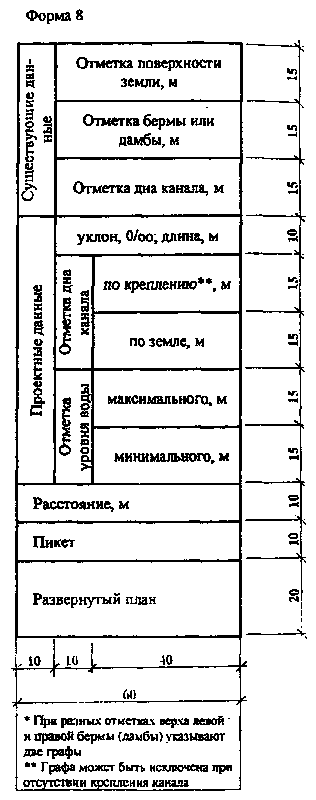 Форма 8
Существующие дан-
ные
Отметка поверхности
земли, м
15
Отметка бермы или
дамбы, м
15
Отметка дна канала, м
15
Проектные данные
уклон, 0/оо; длина, м
10
Отметка дна
канала
по креплению**, м
15
по земле, м
15
Отметка
уровня воды
максимального, м
15
минимального, м
15
Расстояние, м
10
Пикет
10
Развернутый план
20
10
10
40
60
* При разных отметках верха левой
и правой бермы (дамбы) указывают
две графы
** Графа может быть исключена при
отсутствии крепления канала